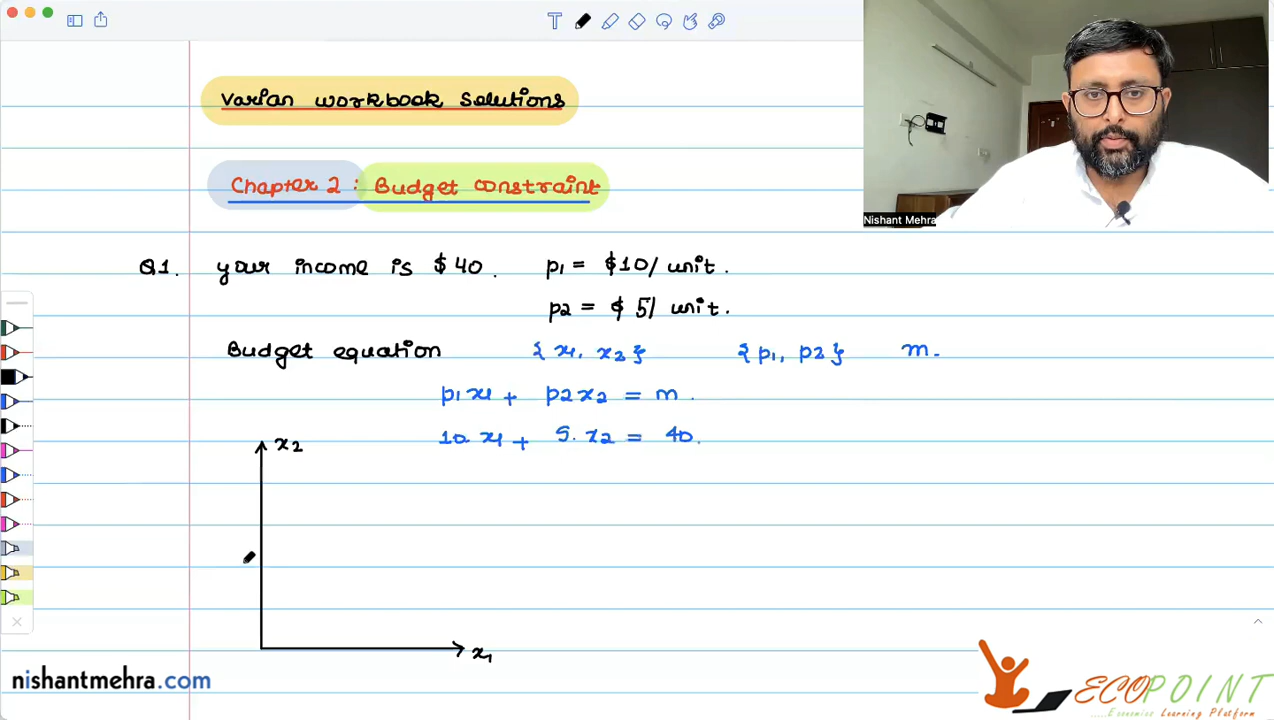 Varian workbook Solutions
Chapter 2 : Budget constraint
Q1. your income is $40. p1 = $10/ unit.
p2 = $ 5/ unit.
Budget equation { x1, x2 } { p1, p2 } m.
p1x1 + p2x2 = m.
10 x1 + 5. x2 = 40.
x2
x1
Nishant Mehra
nishantmehra.com
ECOPOINT
.....Economics Learning Platform